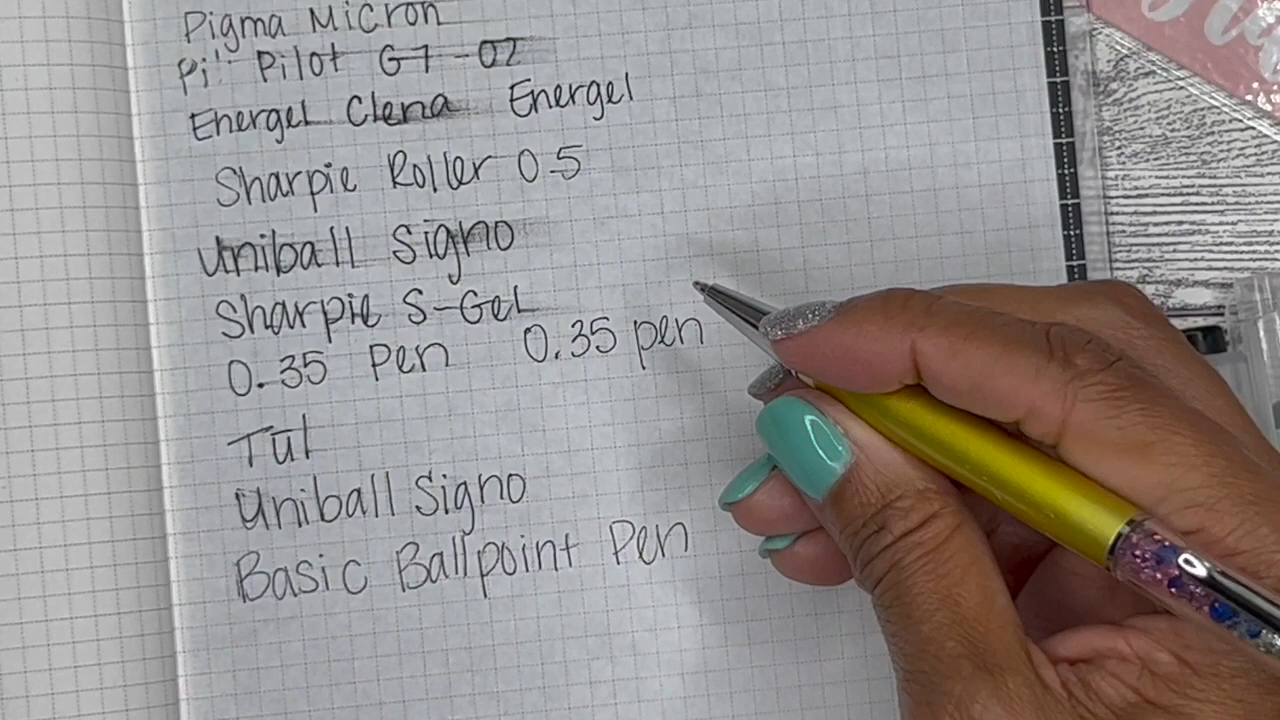 Pigma Micron
Pi Pilot G7-02
Energel Clena Energel
Sharpie Roller 0.5
Uniball Signo
Sharpie S-Gel
0.35 Pen 0.35 pen
Tul
Uniball Signo
Basic Ballpoint Pen